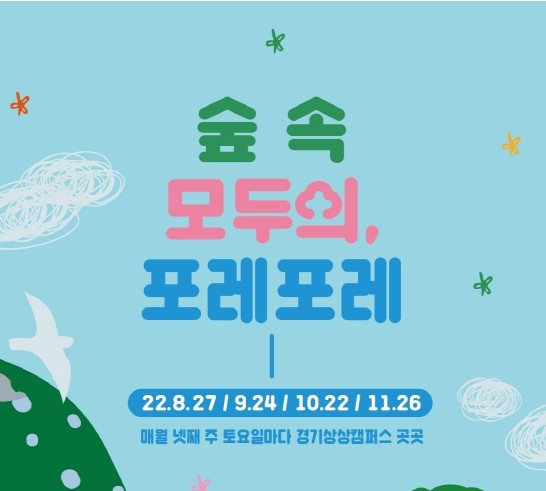 숲 속
모두의,
포레포레
22.8.27 / 9.24 / 10.22 / 11.26
매월 넷째 주 토요일마다 경기상상캠퍼스 곳곳